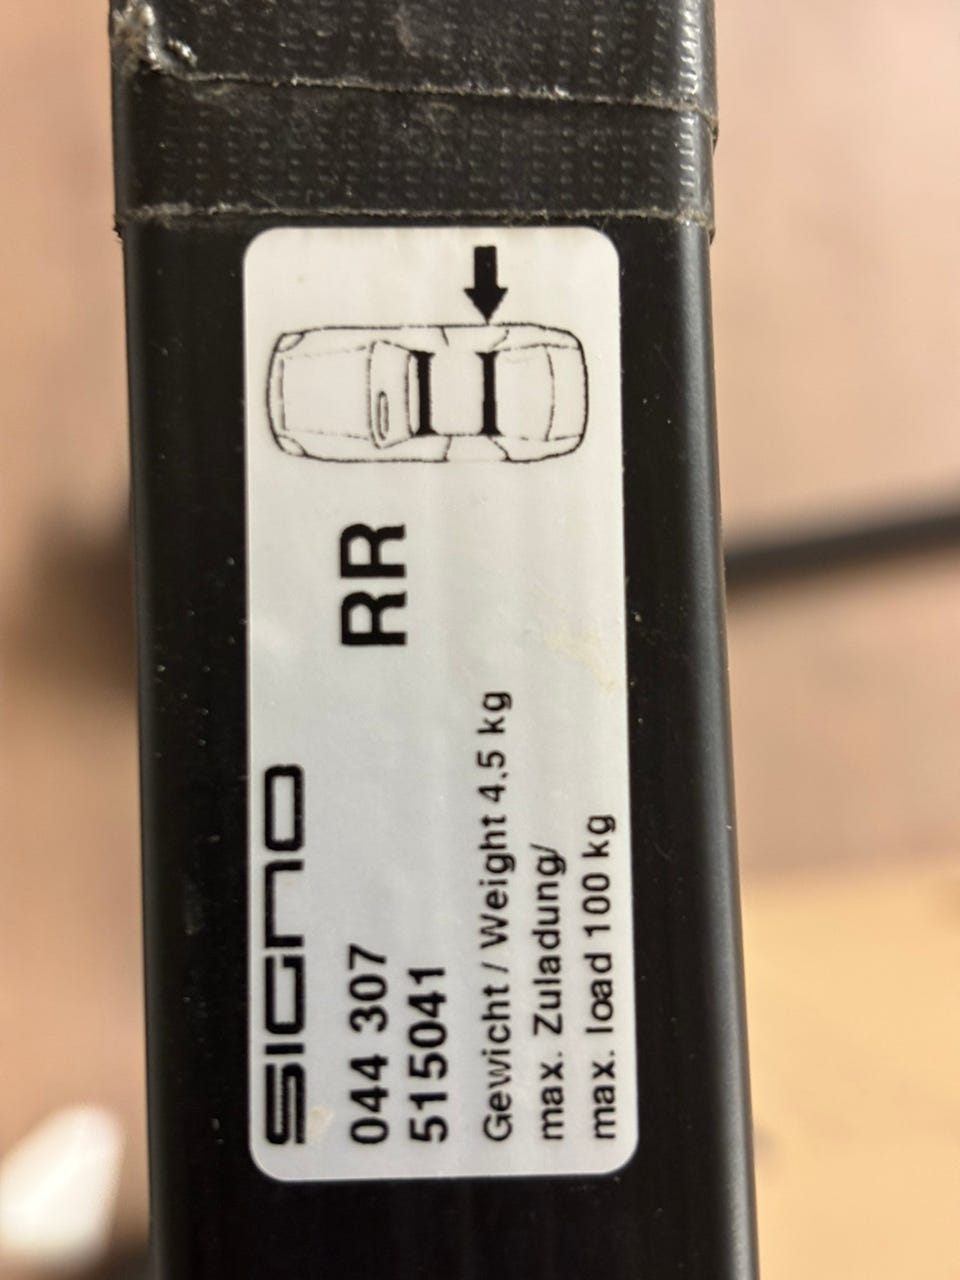 SIGNO
RR
044 307
515041
Gewicht / Weight 4.5 kg
max. Zuladung/
max. load 100 kg